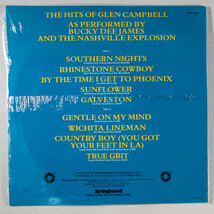 THE HITS OF GLEN CAMPBELL
AS PERFORMED BY
BUCKY DEE JAMES
AND THE NASHVILLE EXPLOSION
SIDE A
SOUTHERN NIGHTS
RHINESTONE COWBOY
BY THE TIME I GET TO PHOENIX
SUNFLOWER
GALVESTON
SIDE B
GENTLE ON MY MIND
WICHITA LINEMAN
COUNTRY BOY (YOU GOT
YOUR FEET IN LA)
TRUE GRIT
Springboard